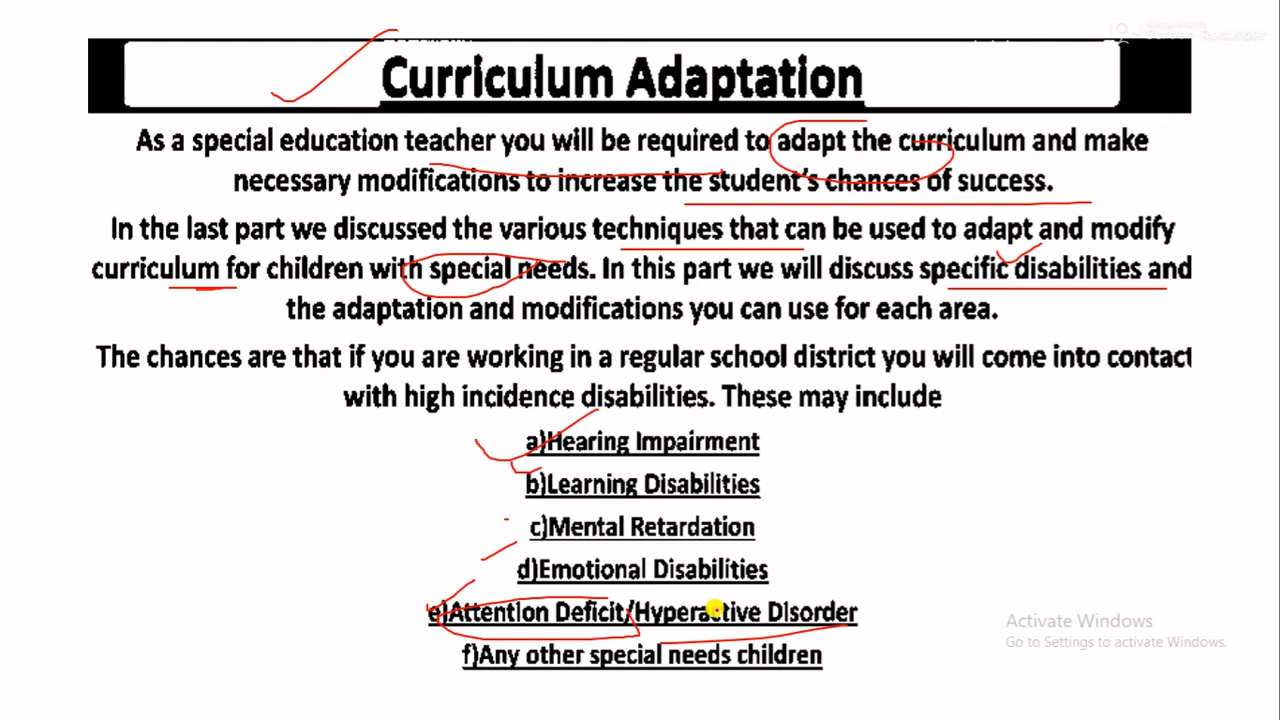 Curriculum Adaptation
As a special education teacher you will be required to adapt the curriculum and make
necessary modifications to increase the student's chances of success.
In the last part we discussed the various techniques that can be used to adapt and modify
curriculum for children with special needs. In this part we will discuss specific disabilities and
the adaptation and modifications you can use for each area.
The chances are that if you are working in a regular school district you will come into contact
with high incidence disabilities. These may include
a)Hearing Impairment
b)Learning Disabilities
c)Mental Retardation
d)Emotional Disabilities
e)Attention Deficit/Hyperactive Disorder
f)Any other special needs children
Activate Windows
Go to Settings to activate Windows.